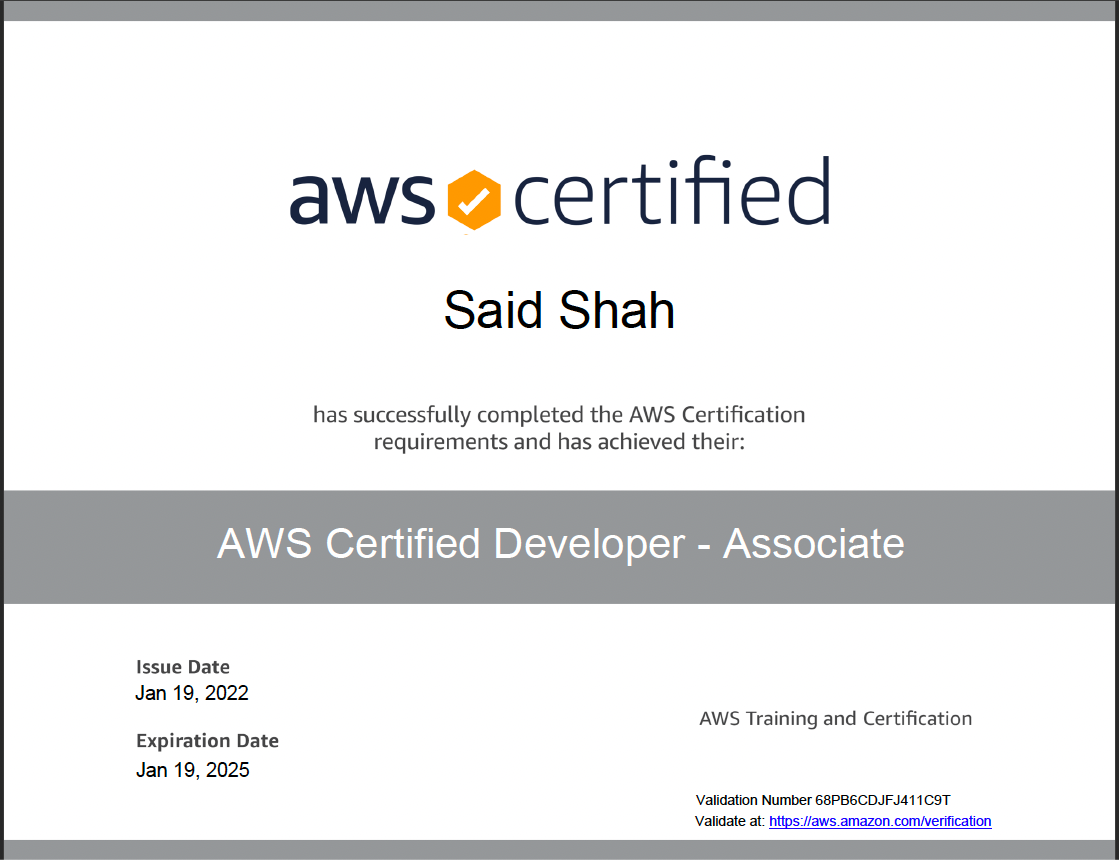 aws certified
Said Shah
has successfully completed the AWS Certification
requirements and has achieved their:
AWS Certified Developer - Associate
Issue Date
Jan 19, 2022
Expiration Date
Jan 19, 2025
AWS Training and Certification
Validation Number 68PB6CDJFJ411C9T
Validate at: https://aws.amazon.com/verification